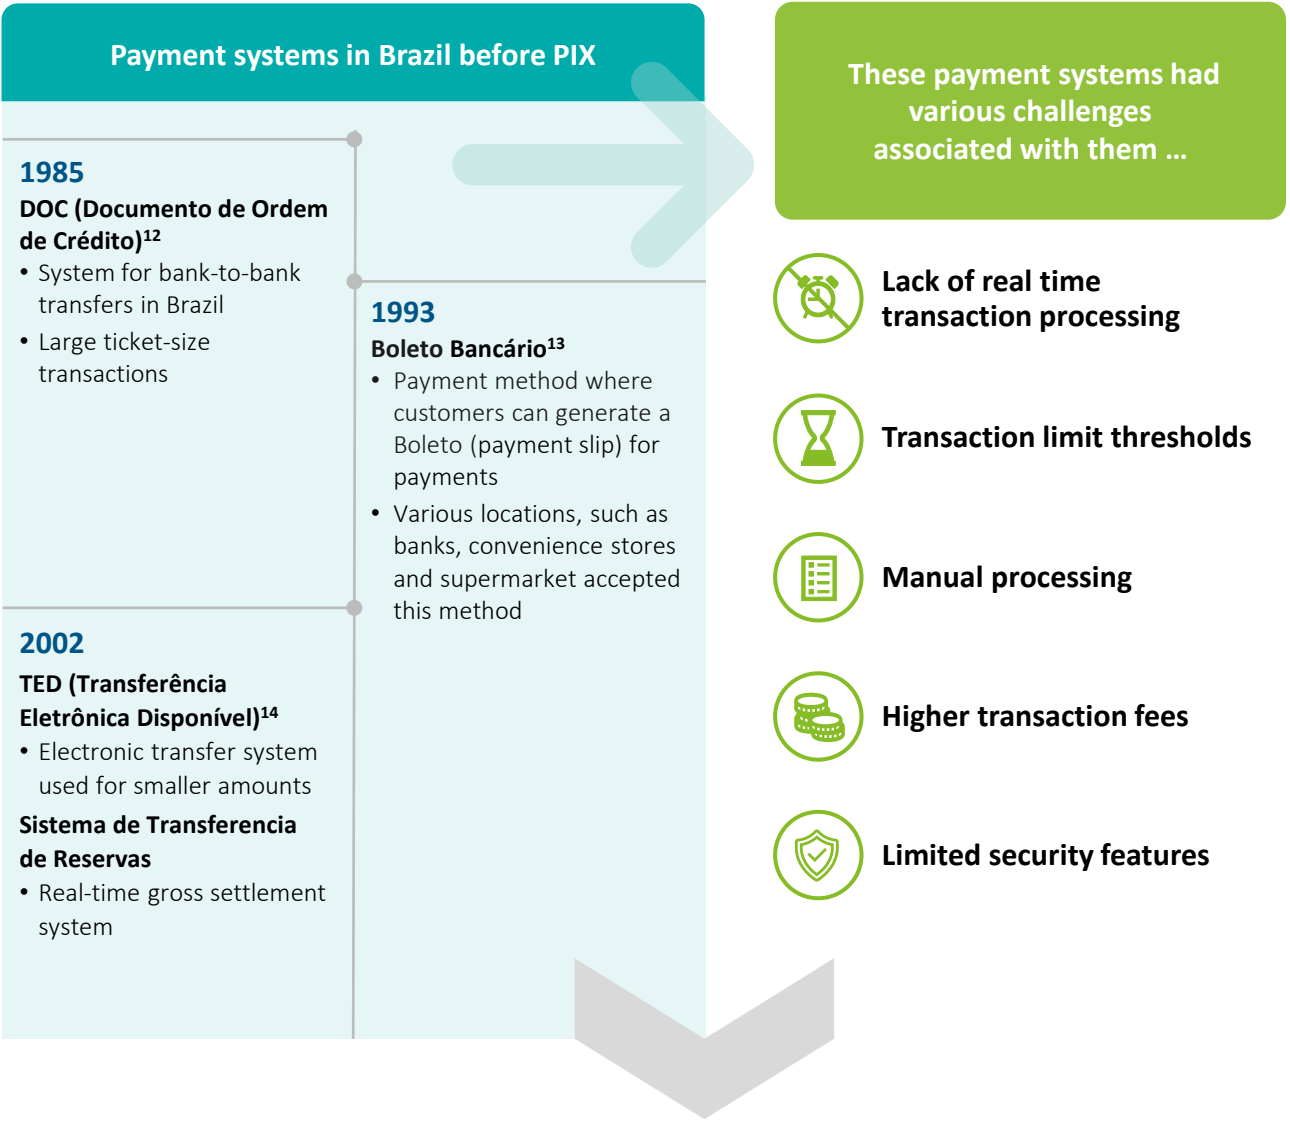 Payment systems in Brazil before PIX
1985
DOC (Documento de Ordem
de Crédito)12
• System for bank-to-bank
transfers in Brazil
• Large ticket-size
transactions
1993
Boleto Bancário13
• Payment method where
customers can generate a
Boleto (payment slip) for
payments
• Various locations, such as
banks, convenience stores
and supermarket accepted
this method
2002
TED (Transferência
Eletrônica Disponível)14
• Electronic transfer system
used for smaller amounts
Sistema de Transferencia
de Reservas
• Real-time gross settlement
system
These payment systems had
various challenges
associated with them ...
Lack of real time
transaction processing
Transaction limit thresholds
Manual processing
Higher transaction fees
Limited security features